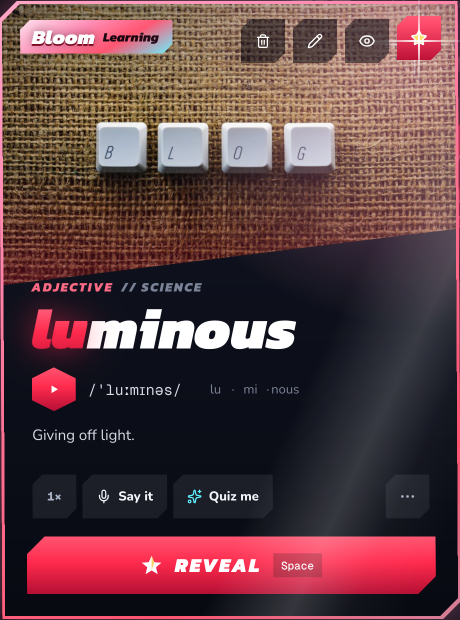 Bloom Learning
B L O G
ADJECTIVE // SCIENCE
luminous
/ˈluːmɪnəs/ lu · mi ·nous
Giving off light.
1× Say it Quiz me ...
REVEAL Space